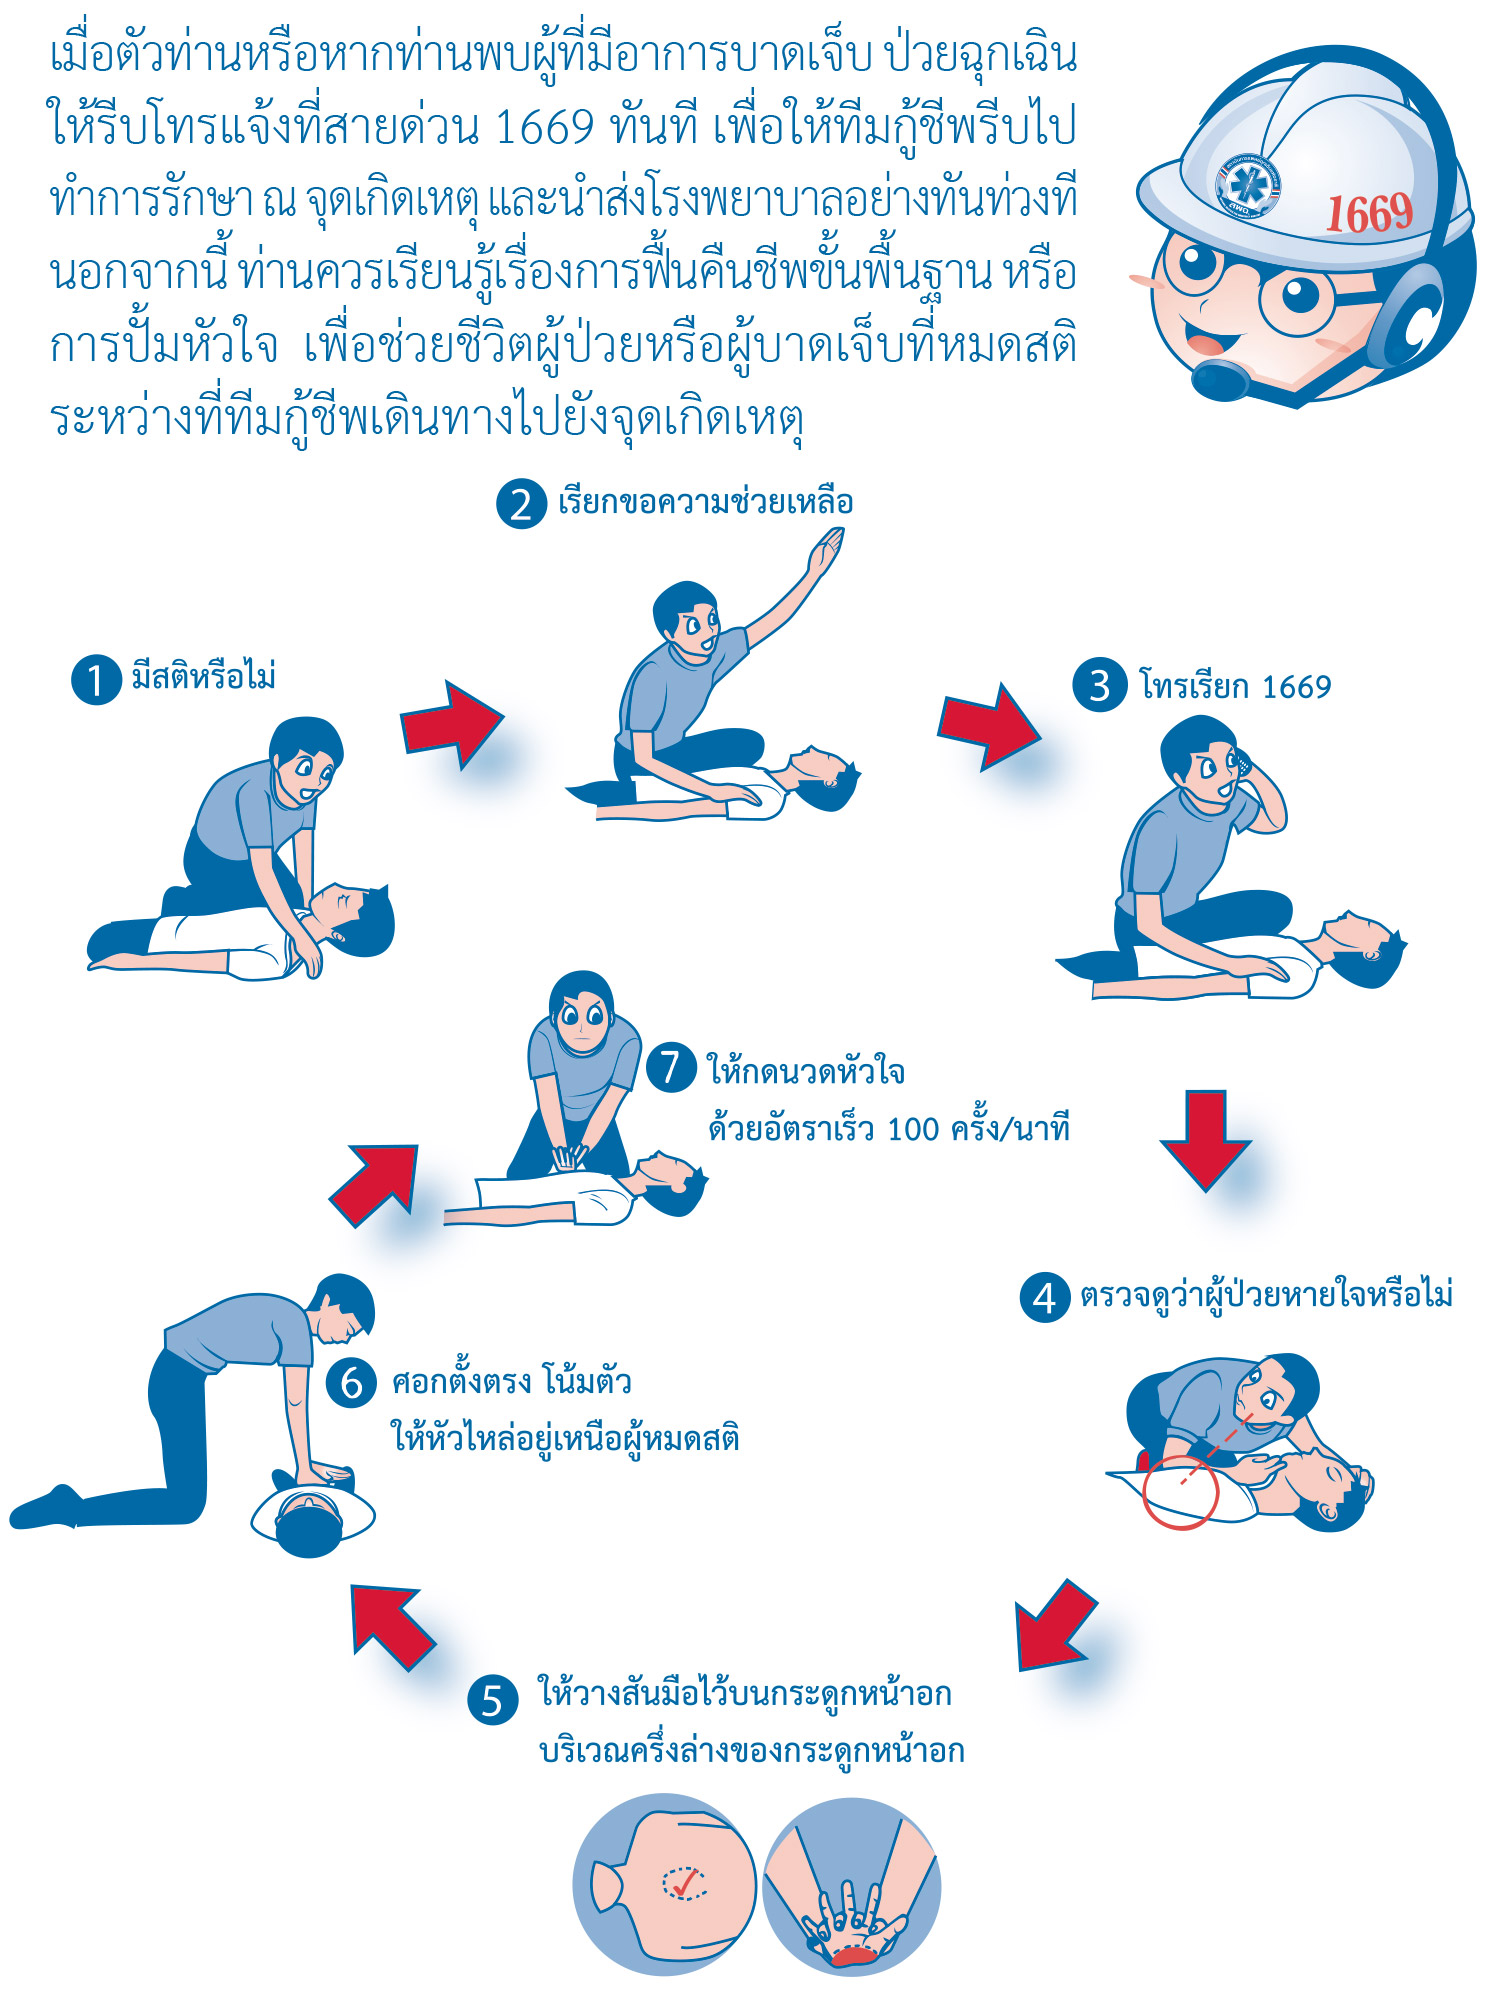 เมื่อตัวท่านหรือหากท่านพบผู้ที่มีอาการบาดเจ็บ ป่วยฉุกเฉิน
ให้รีบโทรแจ้งที่สายด่วน 1669 ทันที เพื่อให้ทีมกู้ชีพรีบไป
ทำการรักษา ณ จุดเกิดเหตุ และนำส่งโรงพยาบาลอย่างทันท่วงที
นอกจากนี้ ท่านควรเรียนรู้เรื่องการฟื้นคืนชีพขั้นพื้นฐาน หรือ
การปั้มหัวใจ เพื่อช่วยชีวิตผู้ป่วยหรือผู้บาดเจ็บที่หมดสติ
ระหว่างที่ทีมกู้ชีพเดินทางไปยังจุดเกิดเหตุ
1669
สพฉ.
1 มีสติหรือไม่
2 เรียกขอความช่วยเหลือ
3 โทรเรียก 1669
4 ตรวจดูว่าผู้ป่วยหายใจหรือไม่
5 ให้วางสันมือไว้บนกระดูกหน้าอก
บริเวณครึ่งล่างของกระดูกหน้าอก
6 ศอกตั้งตรง โน้มตัว
ให้หัวไหล่อยู่เหนือผู้หมดสติ
7 ให้กดนวดหัวใจ
ด้วยอัตราเร็ว 100 ครั้ง/นาที